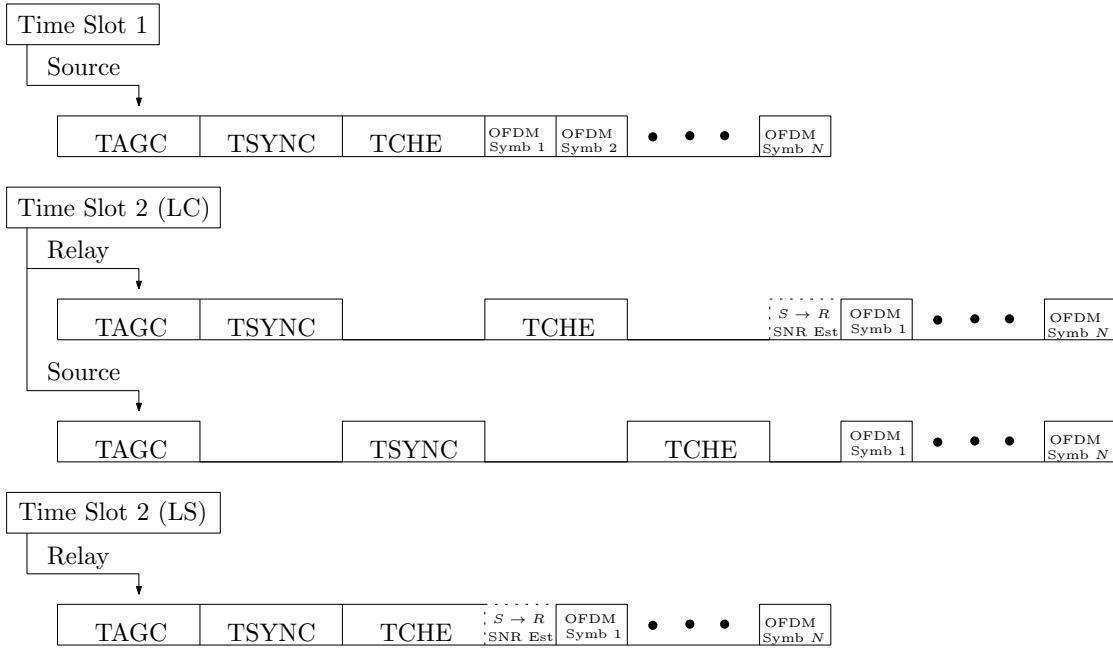 Time Slot 1
Source
TAGC TSYNC TCHE OFDM Symb 1 OFDM Symb 2 • • • OFDM Symb N
Time Slot 2 (LC)
Relay
TAGC TSYNC TCHE S → R SNR Est OFDM Symb 1 • • • OFDM Symb N
Source
TAGC TSYNC TCHE OFDM Symb 1 • • • OFDM Symb N
Time Slot 2 (LS)
Relay
TAGC TSYNC TCHE S → R SNR Est OFDM Symb 1 • • • OFDM Symb N